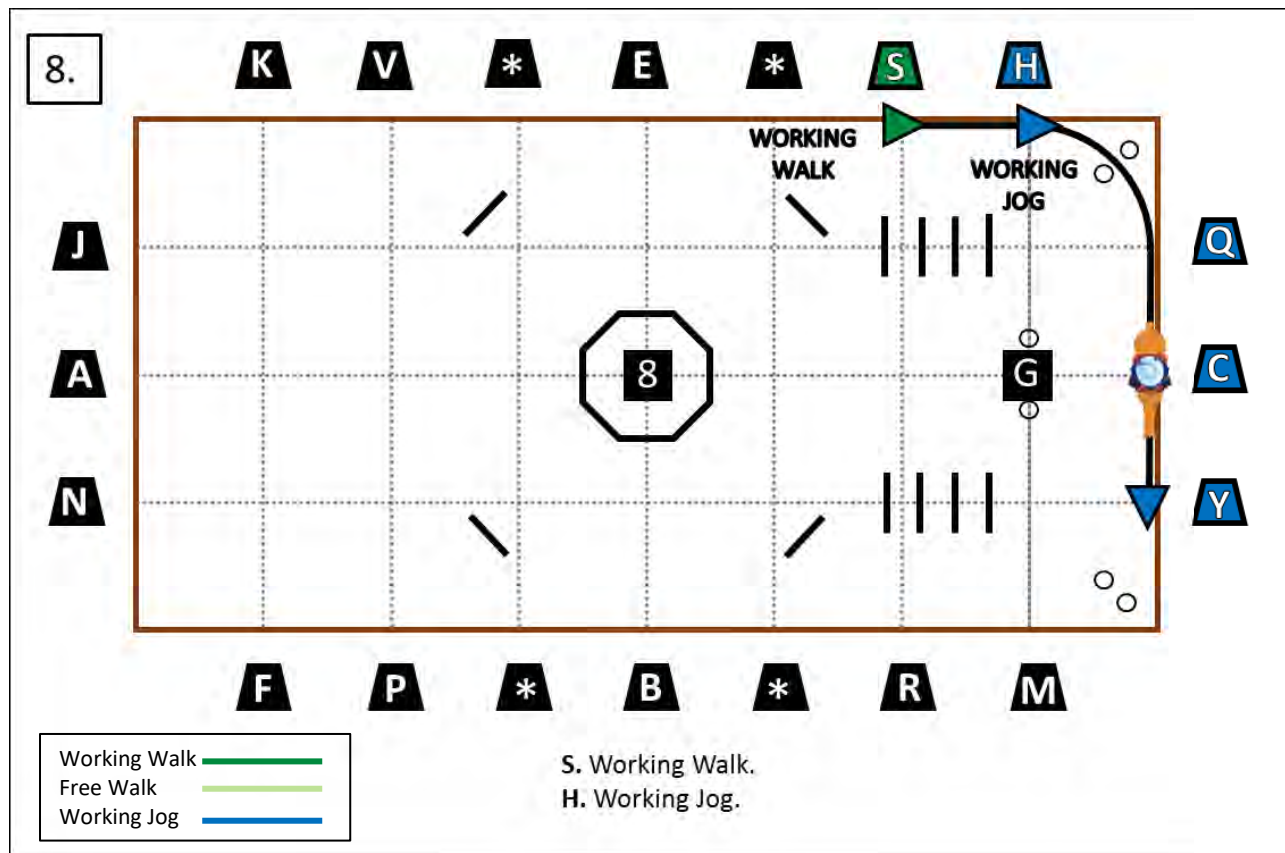 8.
K V * E * S H
WORKING
WALK
WORKING
JOG
J
Q
A
8
G
C
N
Y
F P * B * R M
Working Walk
Free Walk
Working Jog
S. Working Walk.
H. Working Jog.